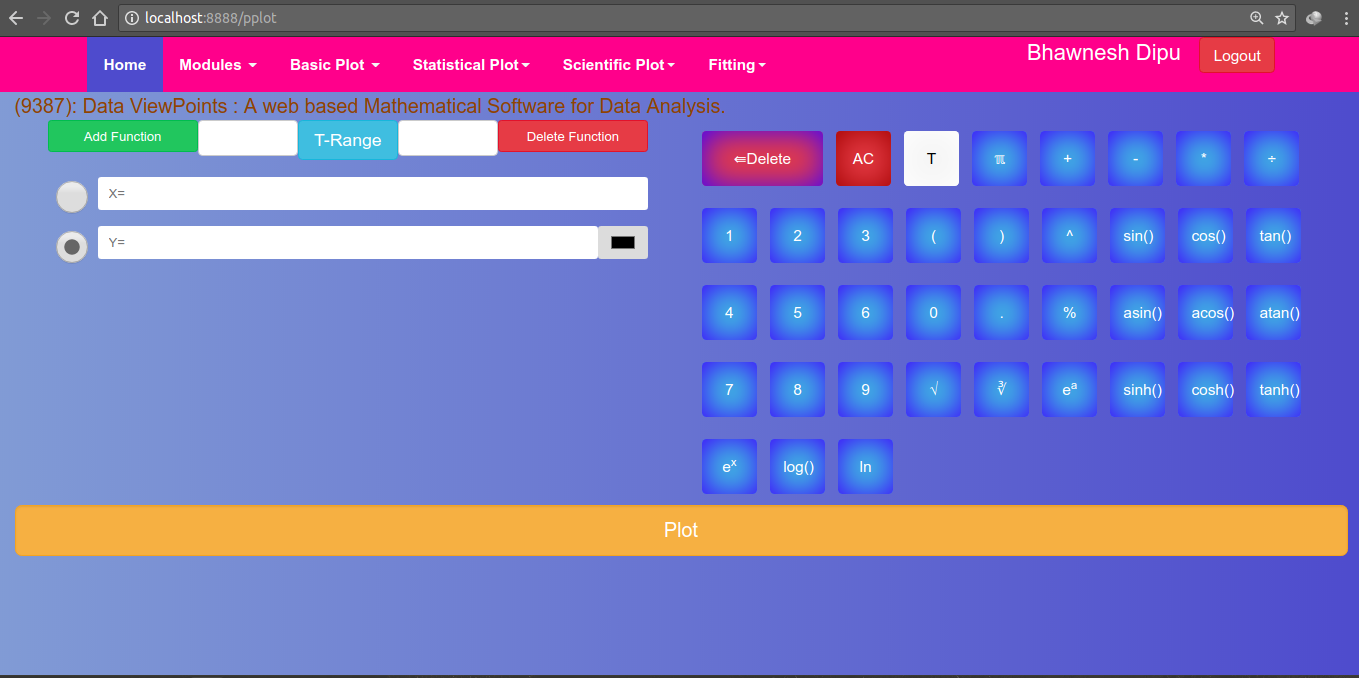 localhost:8888/pplot
Home Modules Basic Plot Statistical Plot Scientific Plot Fitting Bhawnesh Dipu Logout
(9387): Data ViewPoints : A web based Mathematical Software for Data Analysis.
Add Function T-Range Delete Function
X=
Y=
⇚Delete AC T π + - * ÷
1 2 3 ( ) ^ sin() cos() tan()
4 5 6 0 . % asin() acos() atan()
7 8 9 √ ∛ eᵃ sinh() cosh() tanh()
eˣ log() ln
Plot